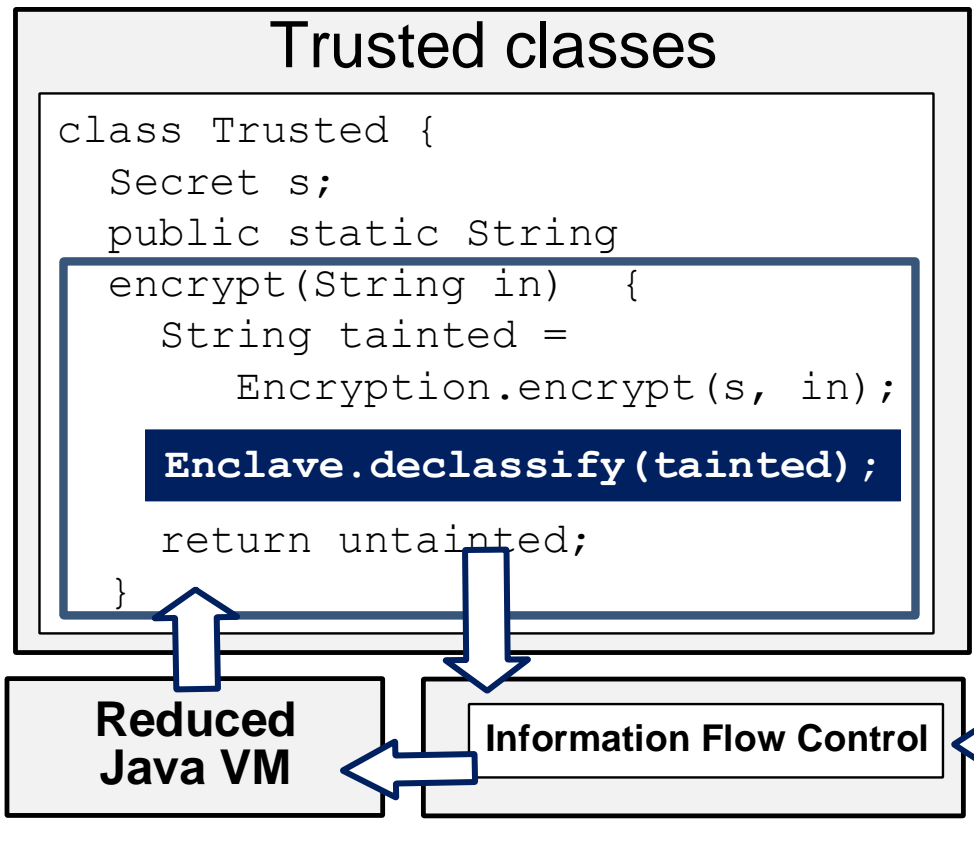 Trusted classes
class Trusted {
Secret s;
public static String
encrypt(String in) {
String tainted =
Encryption.encrypt(s, in);
Enclave.declassify(tainted);
return untainted;
}
Reduced
Java VM
Information Flow Control